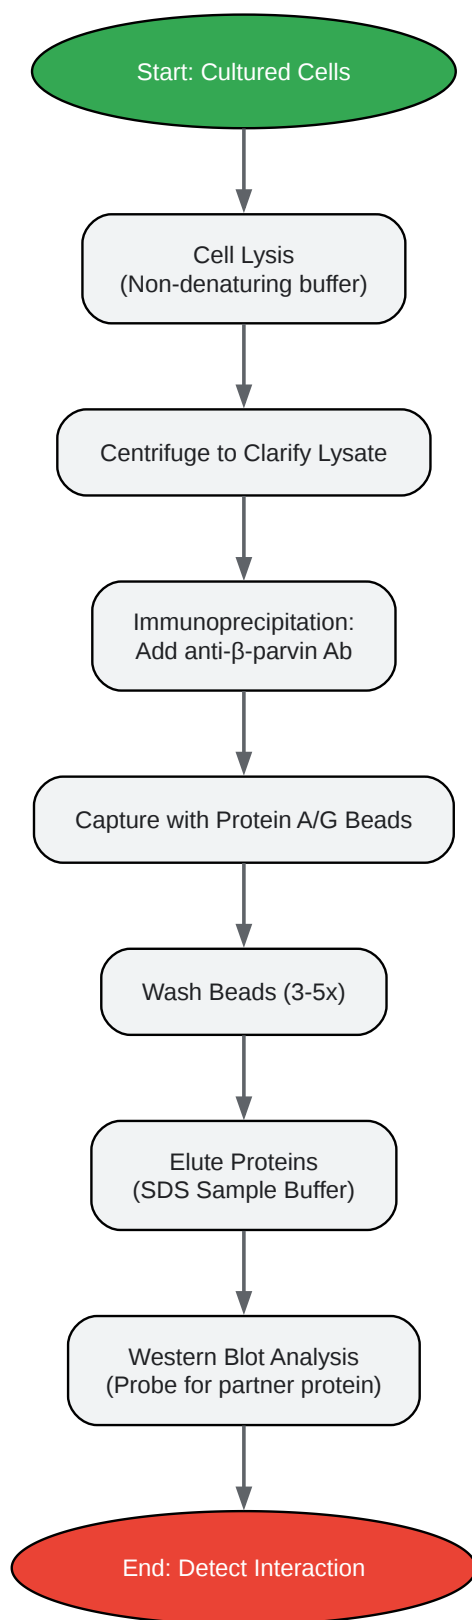 Start: Cultured Cells
Cell Lysis
(Non-denaturing buffer)
Centrifuge to Clarify Lysate
Immunoprecipitation:
Add anti-β-parvin Ab
Capture with Protein A/G Beads
Wash Beads (3-5x)
Elute Proteins
(SDS Sample Buffer)
Western Blot Analysis
(Probe for partner protein)
End: Detect Interaction